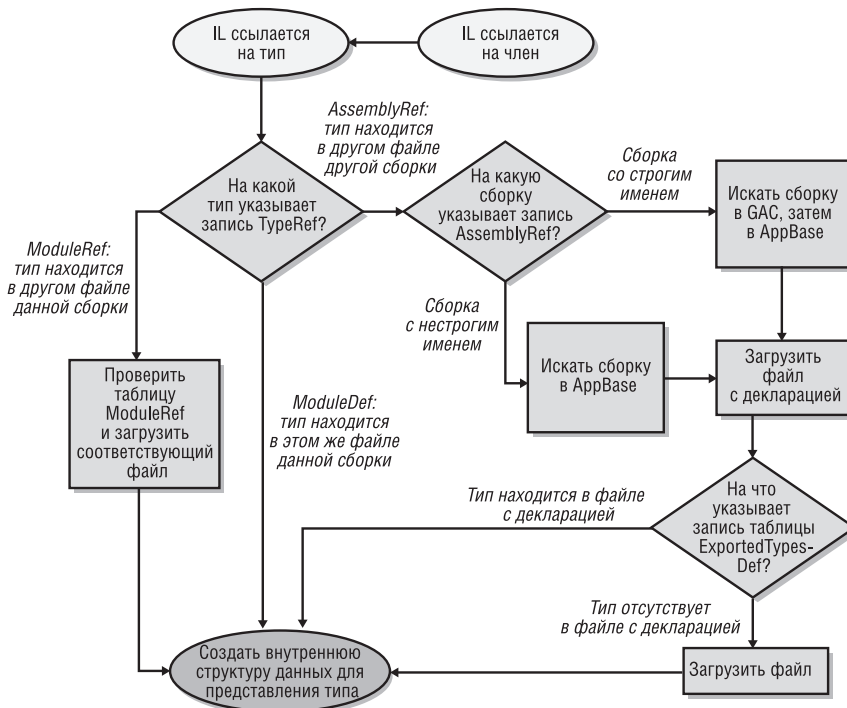 IL ссылается
на тип
IL ссылается
на член
AssemblyRef:
тип находится
в другом файле
другой сборки
На какой
тип указывает
запись TypeRef?
На какую
сборку
указывает запись
AssemblyRef?
Сборка
со строгим
именем
Искать сборку
в GAC, затем
в AppBase
ModuleRef:
тип находится
в другом файле
данной сборки
Сборка
с нестрогим
именем
Искать сборку
в AppBase
Загрузить
файл
с декларацией
Проверить
таблицу
ModuleRef
и загрузить
соответствующий
файл
ModuleDef:
тип находится
в этом же файле
данной сборки
Тип находится в файле
с декларацией
На что
указывает
запись таблицы
ExportedTypes-
Def?
Тип отсутствует
в файле с декларацией
Создать внутреннюю
структуру данных для
представления типа
Загрузить файл